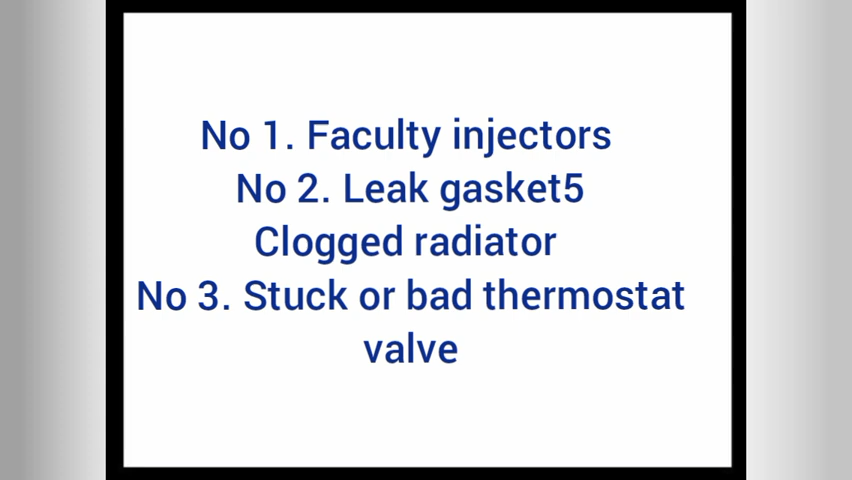 No 1. Faculty injectors
No 2. Leak gasket5
Clogged radiator
No 3. Stuck or bad thermostat
valve